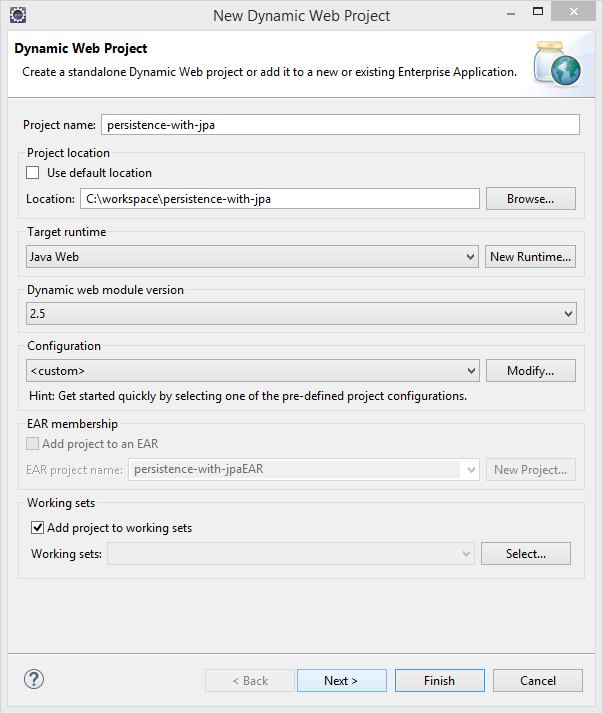 New Dynamic Web Project
Dynamic Web Project
Create a standalone Dynamic Web project or add it to a new or existing Enterprise Application.
Project name: persistence-with-jpa
Project location
Use default location
Location: C:\workspace\persistence-with-jpa Browse...
Target runtime
Java Web New Runtime...
Dynamic web module version
2.5
Configuration
<custom> Modify...
Hint: Get started quickly by selecting one of the pre-defined project configurations.
EAR membership
Add project to an EAR
EAR project name: persistence-with-jpaEAR New Project...
Working sets
Add project to working sets
Working sets: Select...
? < Back Next > Finish Cancel